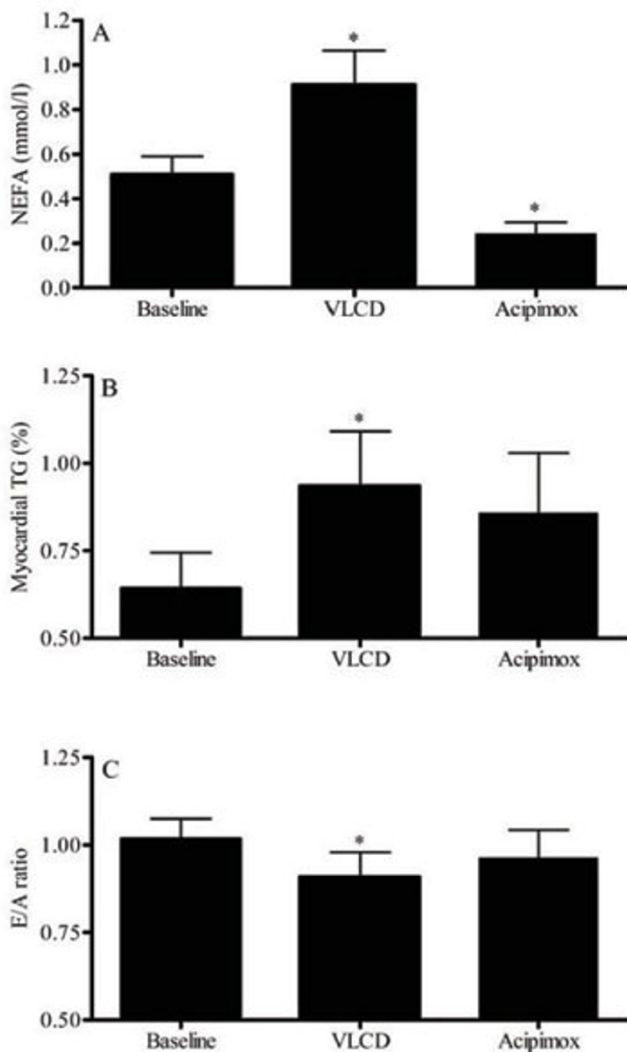 A
NEFA (mmol/l)
1.2
1.0
0.8
0.6
0.4
0.2
0.0
*
*
Baseline VLCD Acipimox
B
Myocardial TG (%)
1.25
1.00
0.75
0.50
*
Baseline VLCD Acipimox
C
E/A ratio
1.25
1.00
0.75
0.50
*
Baseline VLCD Acipimox